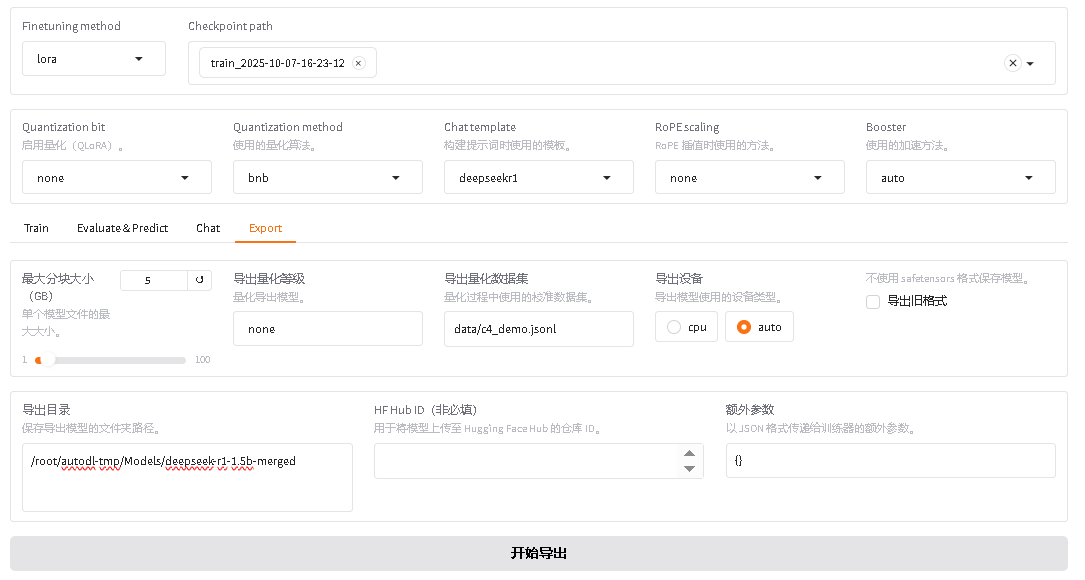 Finetuning method
lora
Checkpoint path
train_2025-10-07-16-23-12 ×
Quantization bit
启用量化（QLoRA）。
none
Quantization method
使用的量化算法。
bnb
Chat template
构建提示词时使用的模板。
deepseekr1
RoPE scaling
RoPE 插值时使用的方法。
none
Booster
使用的加速方法。
auto
Train Evaluate & Predict Chat Export
最大分块大小
（GB）
单个模型文件的最
大大小。
5
1 100
导出量化等级
量化导出模型。
none
导出量化数据集
量化过程中使用的校准数据集。
data/c4_demo.jsonl
导出设备
导出模型使用的设备类型。
cpu auto
不使用 safetensors 格式保存模型。
导出旧格式
导出目录
保存导出模型的文件夹路径。
/root/autodl-tmp/Models/deepseek-r1-1.5b-merged
HF Hub ID（非必填）
用于将模型上传至 Hugging Face Hub 的仓库 ID。
额外参数
以 JSON 格式传递给训练器的额外参数。
{}
开始导出